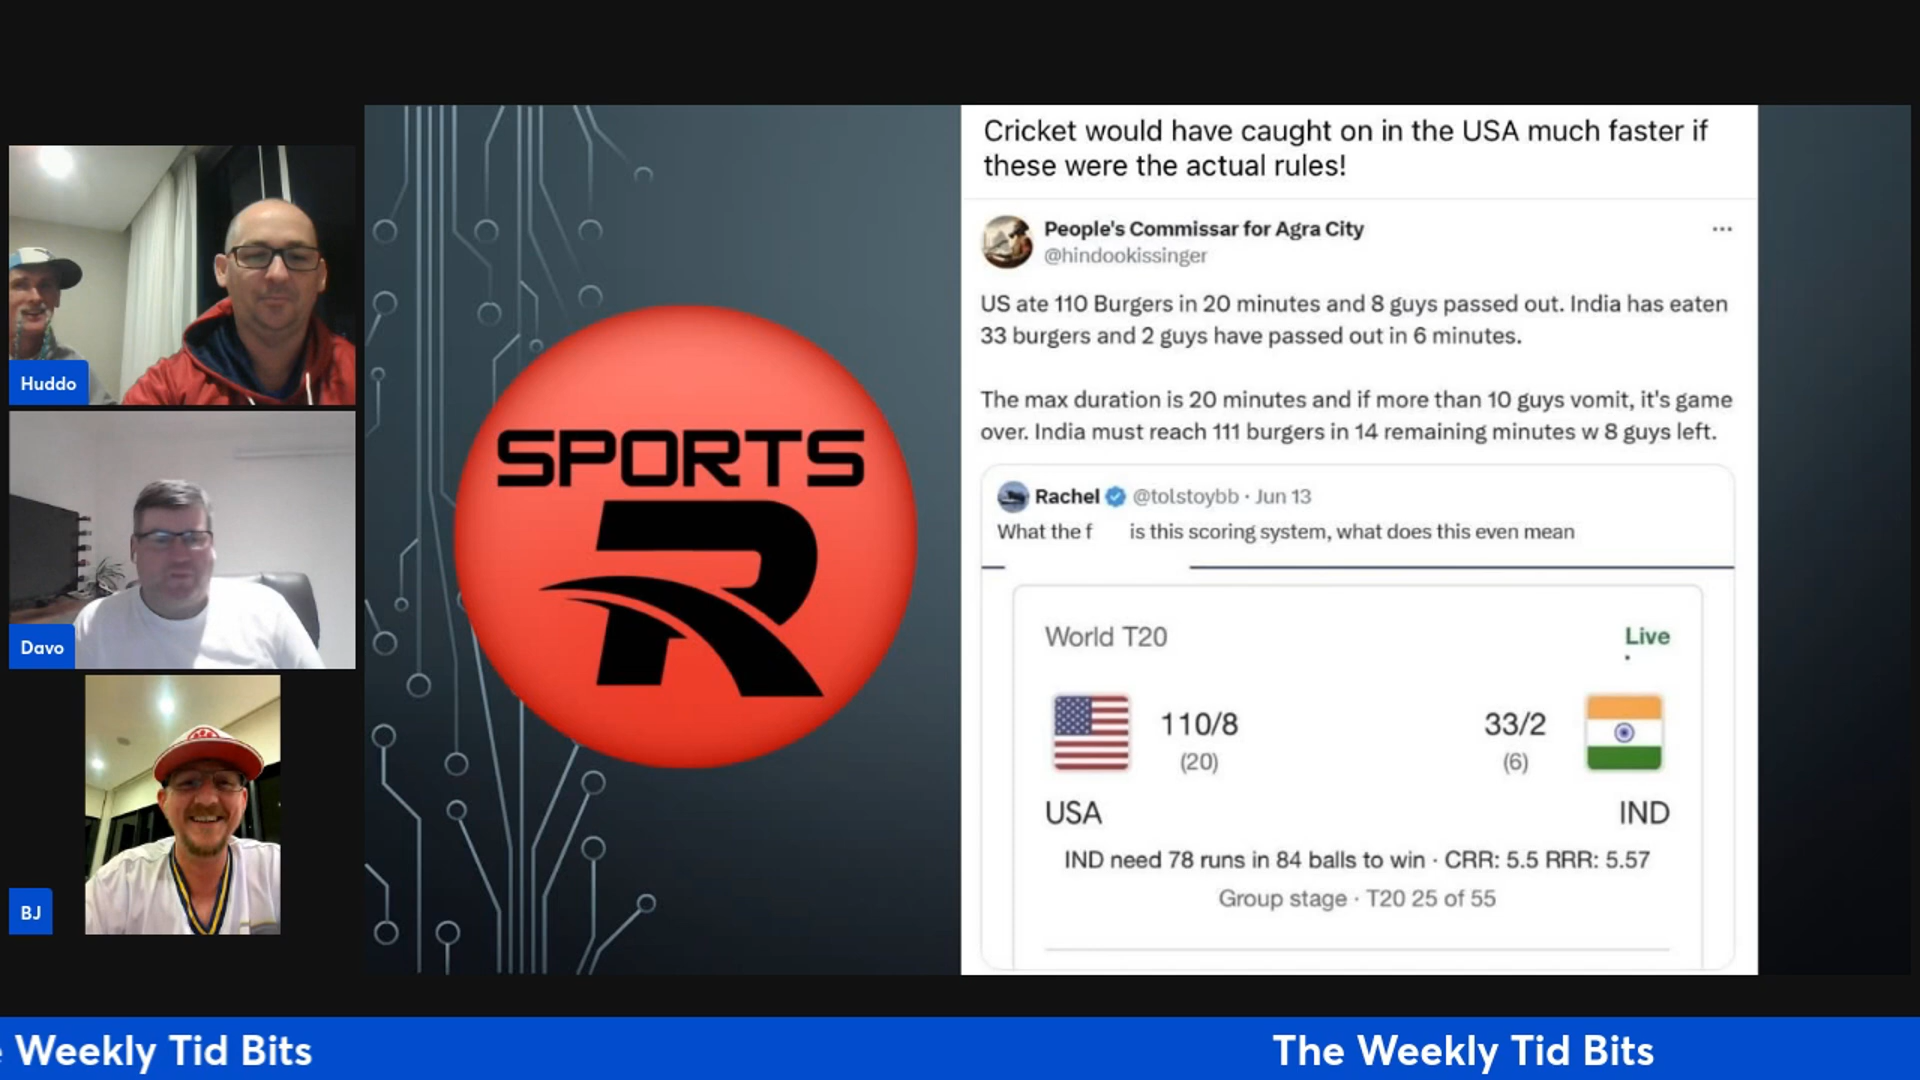 Cricket would have caught on in the USA much faster if
these were the actual rules!
People's Commissar for Agra City
@hindookissinger
US ate 110 Burgers in 20 minutes and 8 guys passed out. India has eaten
33 burgers and 2 guys have passed out in 6 minutes.
The max duration is 20 minutes and if more than 10 guys vomit, it's game
over. India must reach 111 burgers in 14 remaining minutes w 8 guys left.
Rachel @tolstoybb · Jun 13
What the f is this scoring system, what does this even mean
World T20
Live
110/8
33/2
(20)
(6)
USA
IND
IND need 78 runs in 84 balls to win · CRR: 5.5 RRR: 5.57
Group stage · T20 25 of 55
SPORTS
R
Huddo
Davo
BJ
Weekly Tid Bits
The Weekly Tid Bits